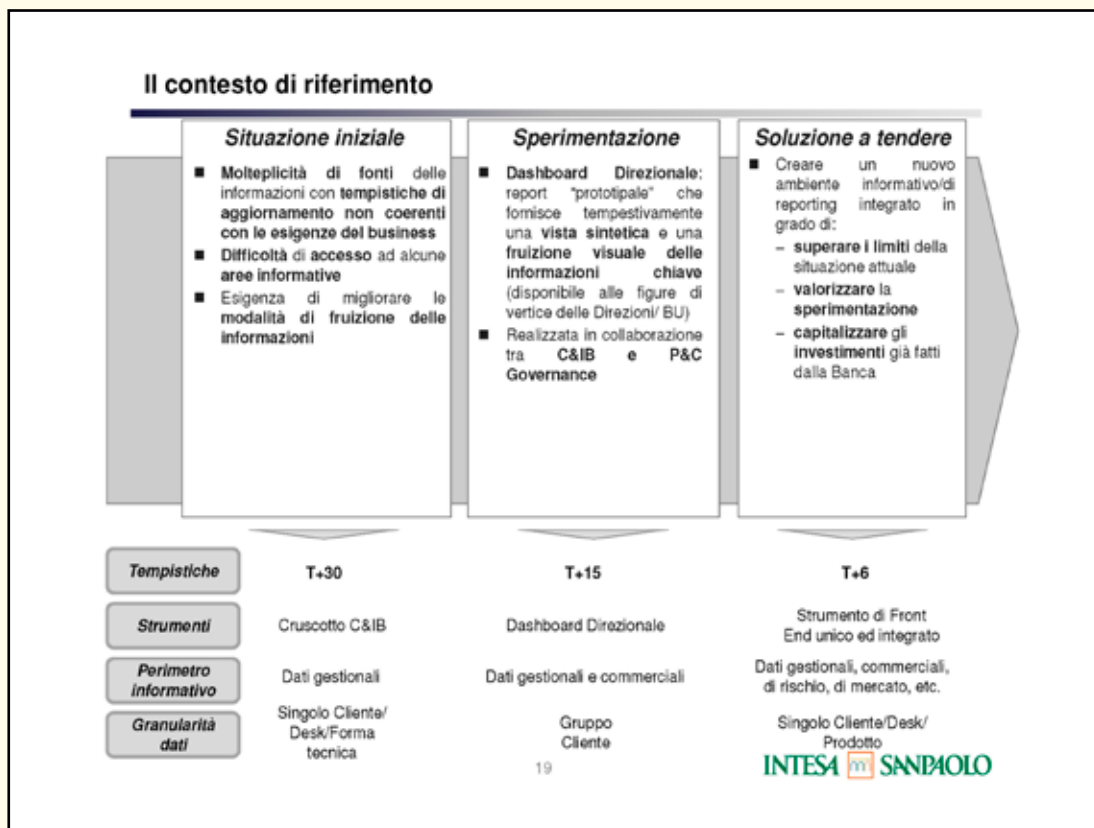 Il contesto di riferimento
Situazione iniziale
■ Molteplicità di fonti delle
informazioni con tempistiche di
aggiornamento non coerenti
con le esigenze del business
■ Difficoltà di accesso ad alcune
aree informative
■ Esigenza di migliorare le
modalità di fruizione delle
informazioni
Sperimentazione
■ Dashboard Direzionale:
report "prototipale" che
fornisce tempestivamente
una vista sintetica e una
fruizione visuale delle
informazioni chiave
(disponibile alle figure di
vertice delle Direzioni/ BU)
■ Realizzata in collaborazione
tra C&IB e P&C
Governance
Soluzione a tendere
■ Creare un nuovo
ambiente informativo/di
reporting integrato in
grado di:
– superare i limiti della
situazione attuale
– valorizzare la
sperimentazione
– capitalizzare gli
investimenti già fatti
dalla Banca
Tempistiche
T+30
T+15
T+6
Strumenti
Cruscotto C&IB
Dashboard Direzionale
Strumento di Front
End unico ed integrato
Perimetro
informativo
Dati gestionali
Dati gestionali e commerciali
Dati gestionali, commerciali,
di rischio, di mercato, etc.
Granularità
dati
Singolo Cliente/
Desk/Forma
tecnica
Gruppo
Cliente
Singolo Cliente/Desk/
Prodotto
19
INTESA SANPAOLO